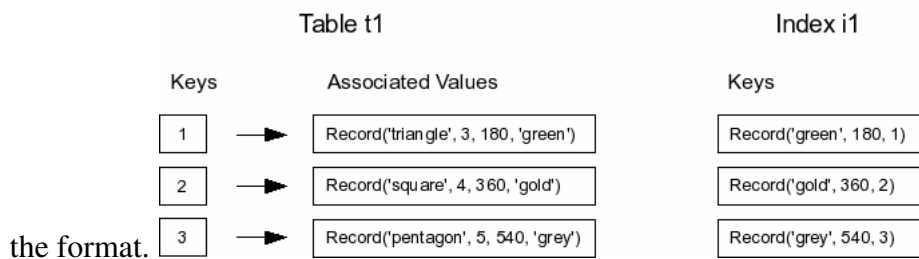 Table t1 Index i1
Keys Associated Values Keys
1 Record('triangle', 3, 180, 'green') Record('green', 180, 1)
2 Record('square', 4, 360, 'gold') Record('gold', 360, 2)
the format. 3 Record('pentagon', 5, 540, 'grey') Record('grey', 540, 3)